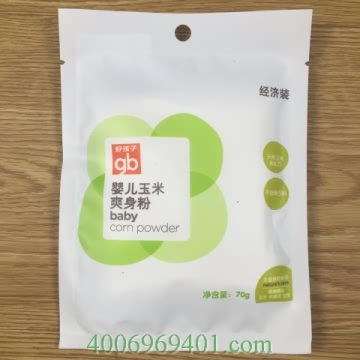 经济装
好孩子
gb
婴儿玉米
爽身粉
baby
corn powder
净含量：70g
4006969401.com